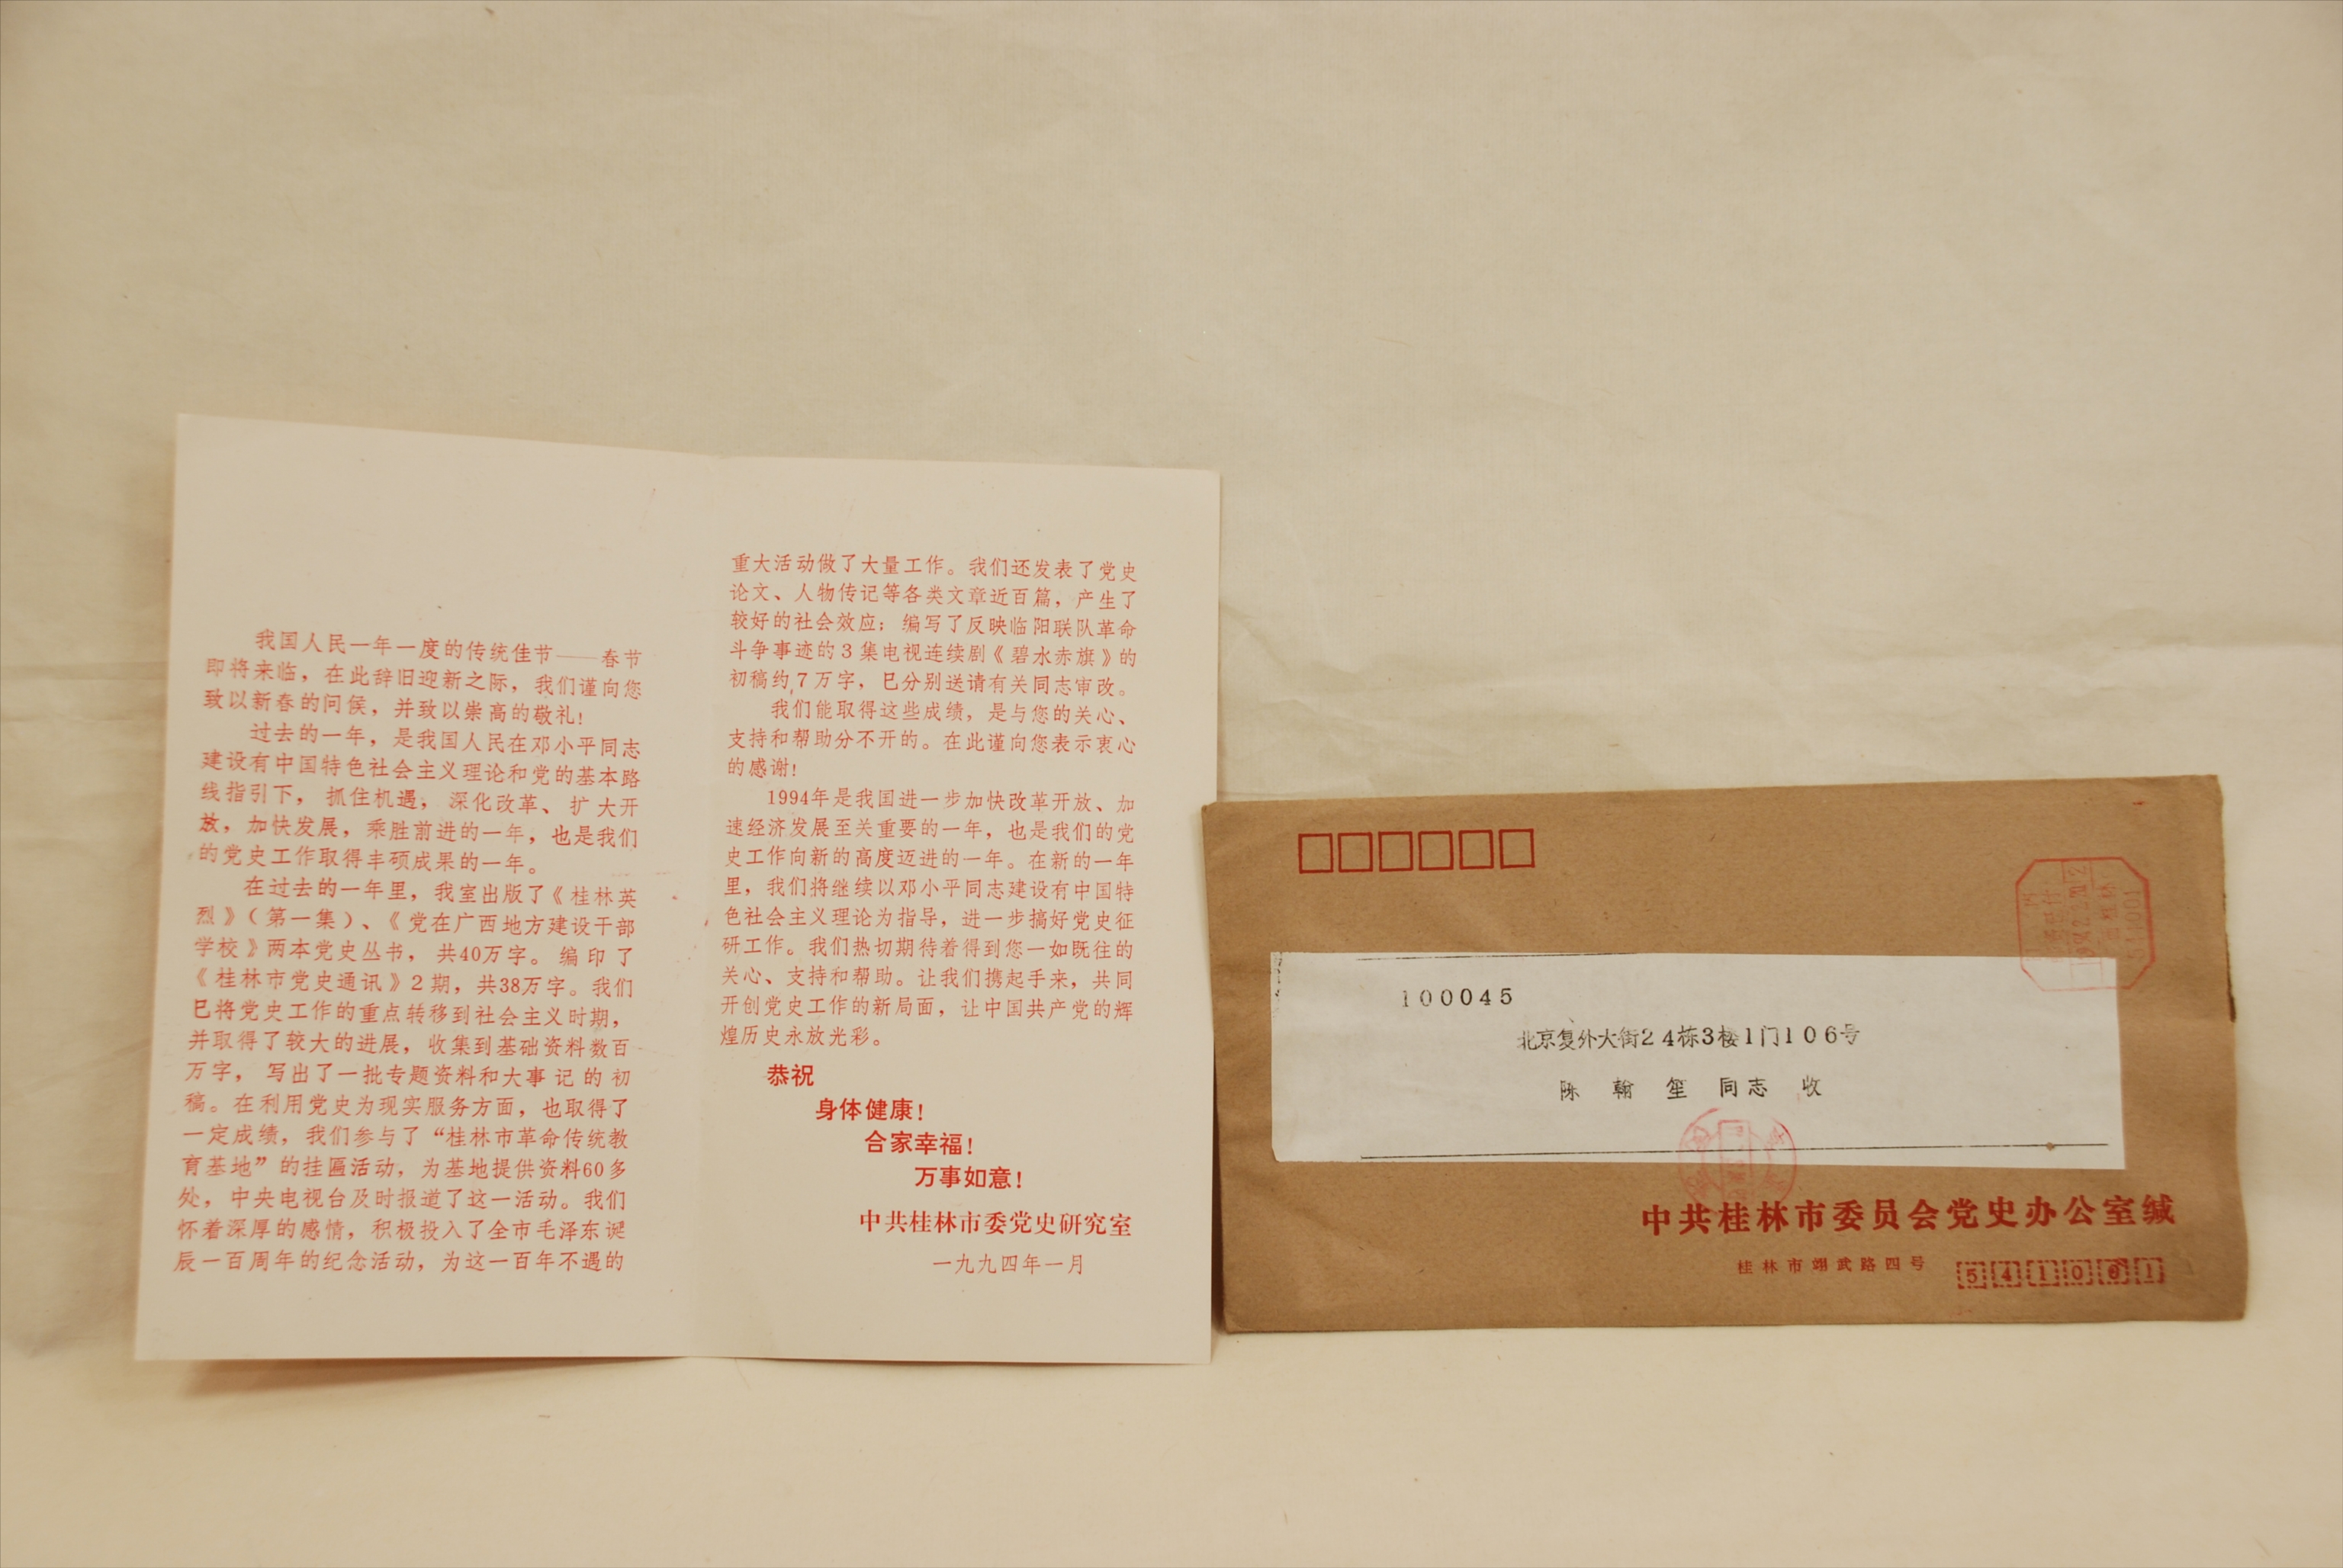 我国人民一年一度的传统佳节——春节
即将来临，在此辞旧迎新之际，我们谨向您
致以新春的问侯，并致以崇高的敬礼！
过去的一年，是我国人民在邓小平同志
建设有中国特色社会主义理论和党的基本路
线指引下，抓住机遇，深化改革、扩大开
放，加快发展，乘胜前进的一年，也是我们
的党史工作取得丰硕成果的一年。
在过去的一年里，我室出版了《桂林英
烈》（第一集）、《党在广西地方建设干部
学校》两本党史丛书，共40万字。编印了
《桂林市党史通讯》2期，共38万字。我们
已将党史工作的重点转移到社会主义时期，
并取得了较大的进展，收集到基础资料数百
万字，写出了一批专题资料和大事记的初
稿。在利用党史为现实服务方面，也取得了
一定成绩，我们参与了“桂林市革命传统教
育基地”的挂匾活动，为基地提供资料60多
处，中央电视台及时报道了这一活动。我们
怀着深厚的感情，积极投入了全市毛泽东诞
辰一百周年的纪念活动，为这一百年不遇的
重大活动做了大量工作。我们还发表了党史
论文、人物传记等各类文章近百篇，产生了
较好的社会效应；编写了反映临阳联队革命
斗争事迹的3集电视连续剧《碧水赤旗》的
初稿约7万字，已分别送请有关同志审改。
我们能取得这些成绩，是与您的关心、
支持和帮助分不开的。在此谨向您表示衷心
的感谢！
1994年是我国进一步加快改革开放、加
速经济发展至关重要的一年，也是我们的党
史工作向新的高度迈进的一年。在新的一年
里，我们将继续以邓小平同志建设有中国特
色社会主义理论为指导，进一步搞好党史征
研工作。我们热切期待着得到您一如既往的
关心、支持和帮助。让我们携起手来，共同
开创党史工作的新局面，让中国共产党的辉
煌历史永放光彩。
恭祝
身体健康！
合家幸福！
万事如意！
中共桂林市委党史研究室
一九九四年一月
100045
北京复外大街24栋3楼1门106号
陈翰笙同志 收
中共桂林市委员会党史办公室缄
桂林市翊武路四号 541001